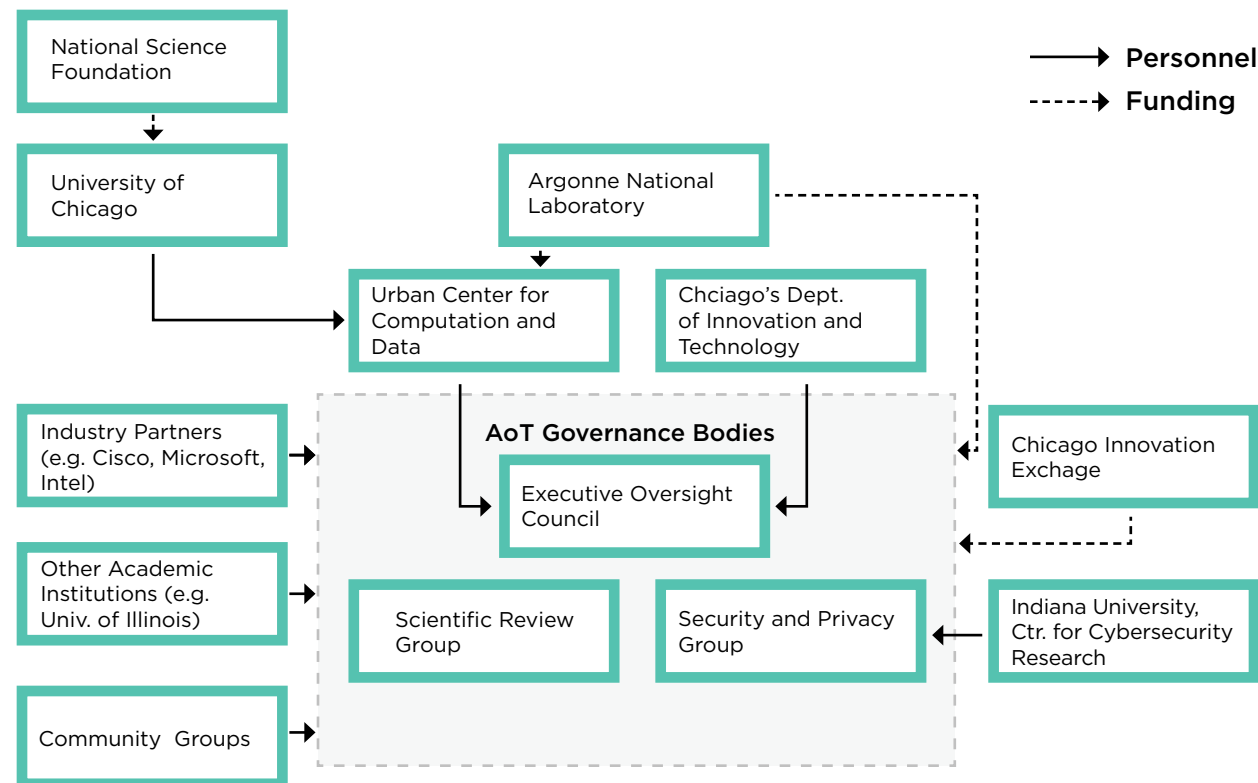 National Science
Foundation
Personnel
Funding
University of
Chicago
Argonne National
Laboratory
Urban Center for
Computation and
Data
Chciago's Dept.
of Innovation and
Technology
Industry Partners
(e.g. Cisco, Microsoft,
Intel)
AoT Governance Bodies
Chicago Innovation
Exchage
Executive Oversight
Council
Other Academic
Institutions (e.g.
Univ. of Illinois)
Scientific Review
Group
Security and Privacy
Group
Indiana University,
Ctr. for Cybersecurity
Research
Community Groups